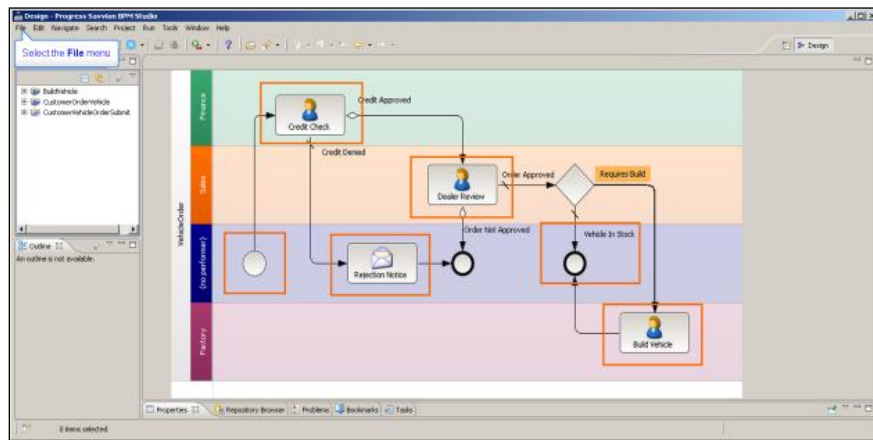 Design - Progress Savvion BPM Studio
File Edit Navigate Search Project Run Tools Window Help
Select the File menu
Design
BuildVehicle
CustomerOrderVehicle
CustomerVehicleOrderSubmit
Outline
An outline is not available.
VehicleOrder
Finance
Credit Check
Credit Approved
Credit Denied
Sales
Dealer Review
Order Approved
Requires Build
Order Not Approved
Vehicle In Stock
(no performer)
Rejection Notice
Factory
Build Vehicle
Properties Repository Browser Problems Bookmarks Tasks
0 items selected